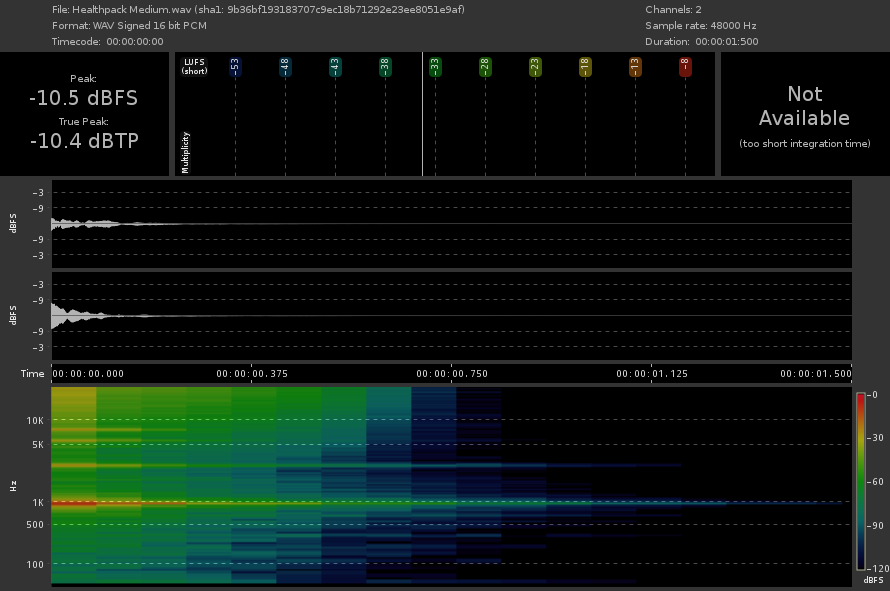 File: Healthpack Medium.wav (sha1: 9b36bf193183707c9ec18b71292e23ee8051e9af)
Channels: 2
Format: WAV Signed 16 bit PCM
Sample rate: 48000 Hz
Timecode: 00:00:00:00
Duration: 00:00:01:500
Peak:
-10.5 dBFS
True Peak:
-10.4 dBTP
LUFS
(short)
-53
-48
-43
-38
-33
-28
-23
-18
-13
-8
Multiplicity
Not
Available
(too short integration time)
dBFS
-3
-9
-9
-3
dBFS
-3
-9
-9
-3
Time
00:00:00.000
00:00:00.375
00:00:00.750
00:00:01.125
00:00:01.500
Hz
10K
5K
1K
500
100
-0
-30
-60
-90
-120
dBFS